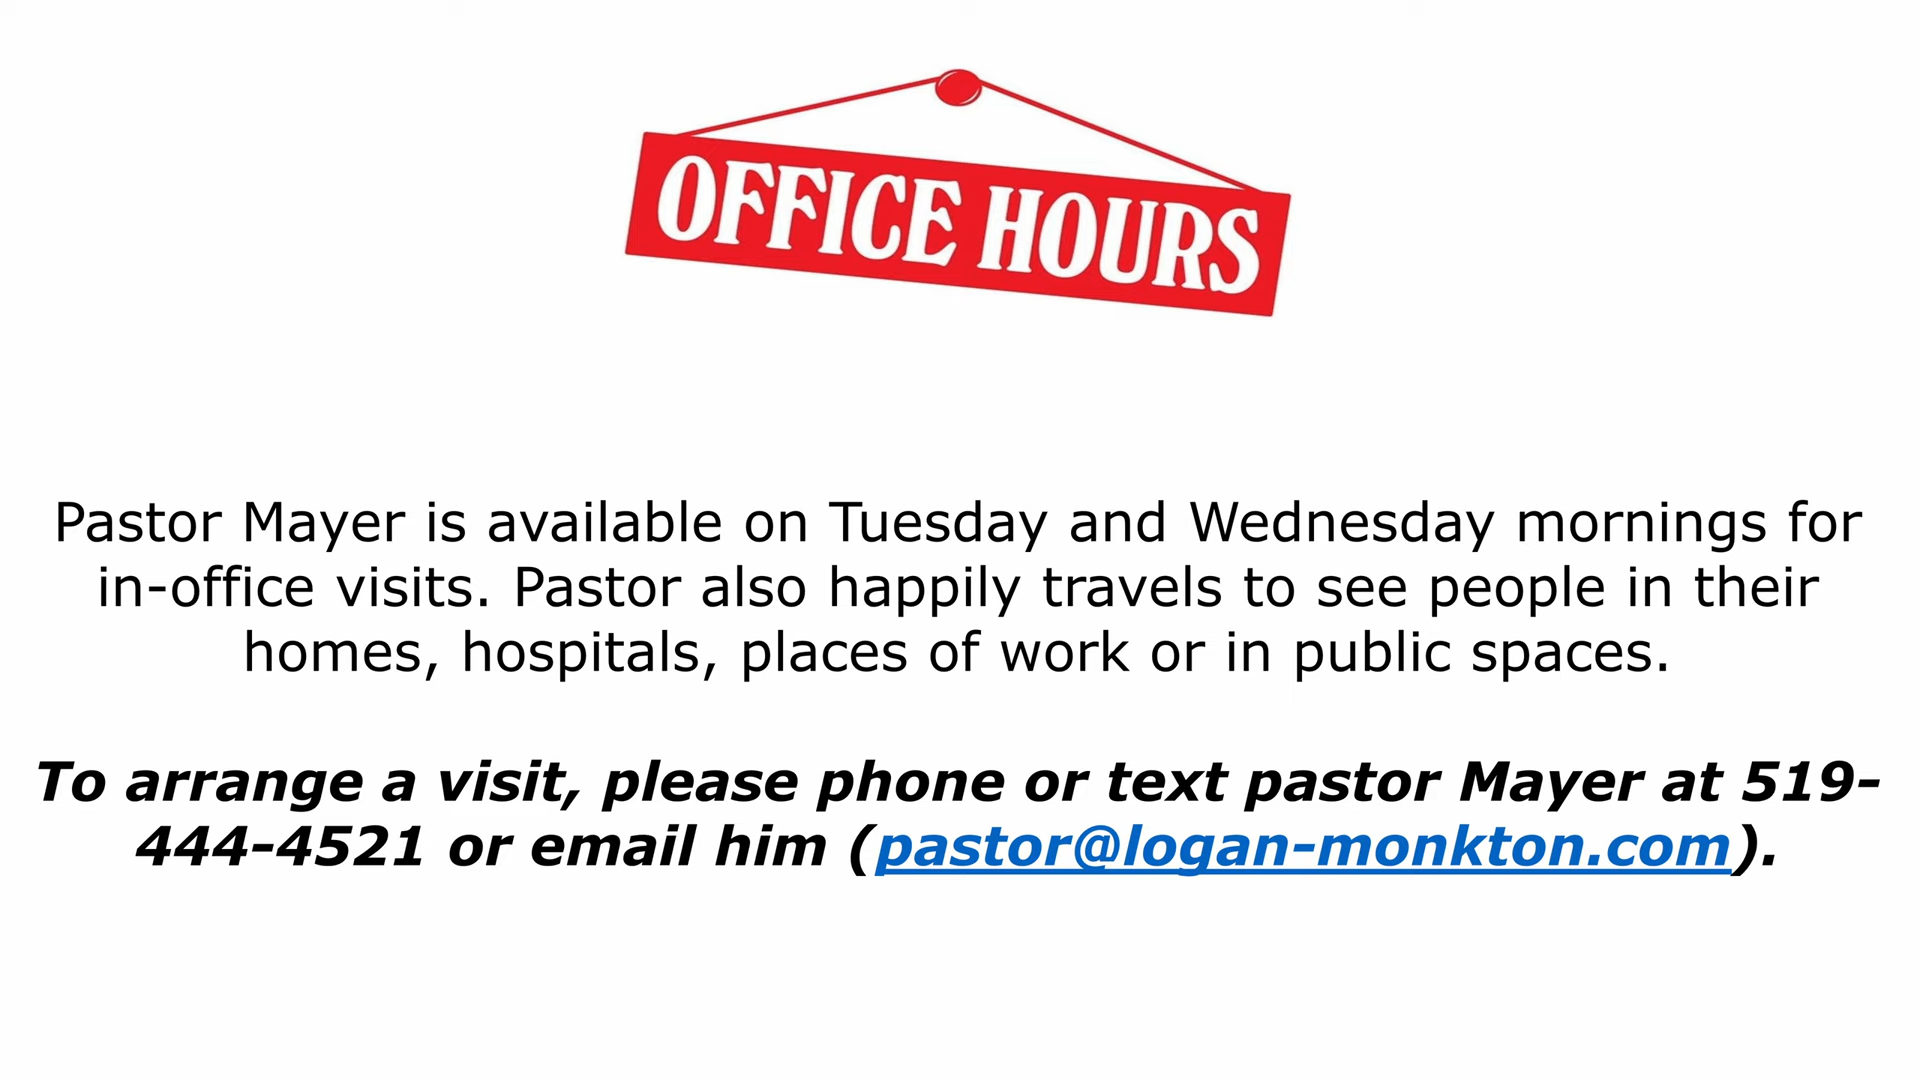 OFFICE HOURS
Pastor Mayer is available on Tuesday and Wednesday mornings for
in-office visits. Pastor also happily travels to see people in their
homes, hospitals, places of work or in public spaces.
To arrange a visit, please phone or text pastor Mayer at 519-
444-4521 or email him (pastor@logan-monkton.com).